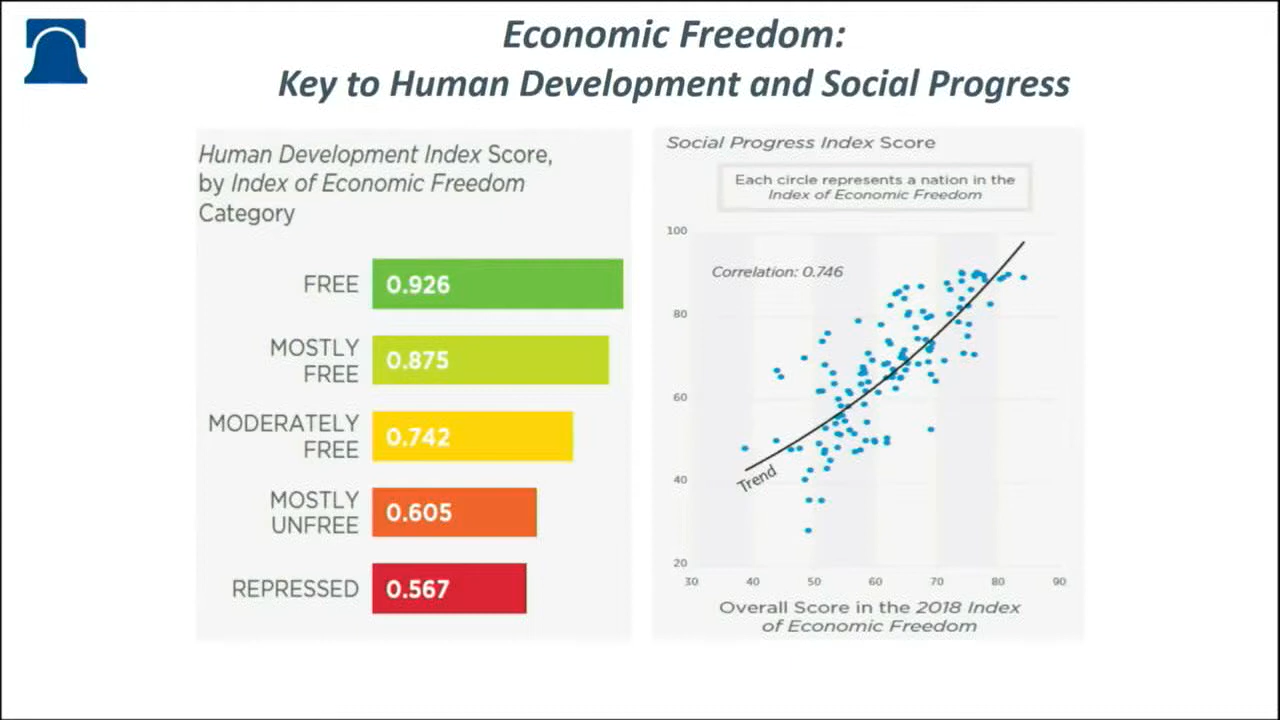 Economic Freedom:
Key to Human Development and Social Progress
Human Development Index Score,
by Index of Economic Freedom
Category
FREE 0.926
MOSTLY
FREE 0.875
MODERATELY
FREE 0.742
MOSTLY
UNFREE 0.605
REPRESSED 0.567
Social Progress Index Score
Each circle represents a nation in the
Index of Economic Freedom
100
Correlation: 0.746
80
60
40
Trend
20
30 40 50 60 70 80 90
Overall Score in the 2018 Index
of Economic Freedom